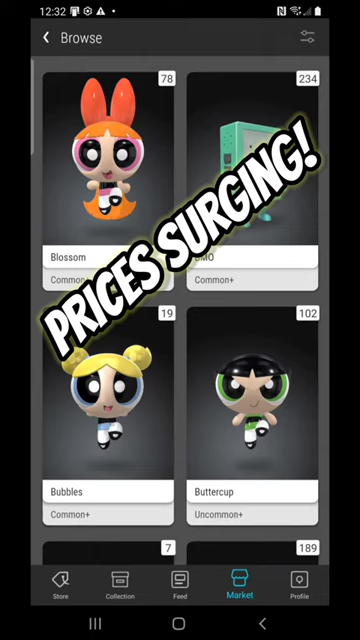 12:32
Browse
78
234
Blossom
BMO
Common+
Common+
PRICES SURGING!
19
102
Bubbles
Buttercup
Common+
Uncommon+
7
189
Store
Collection
Feed
Market
Profile